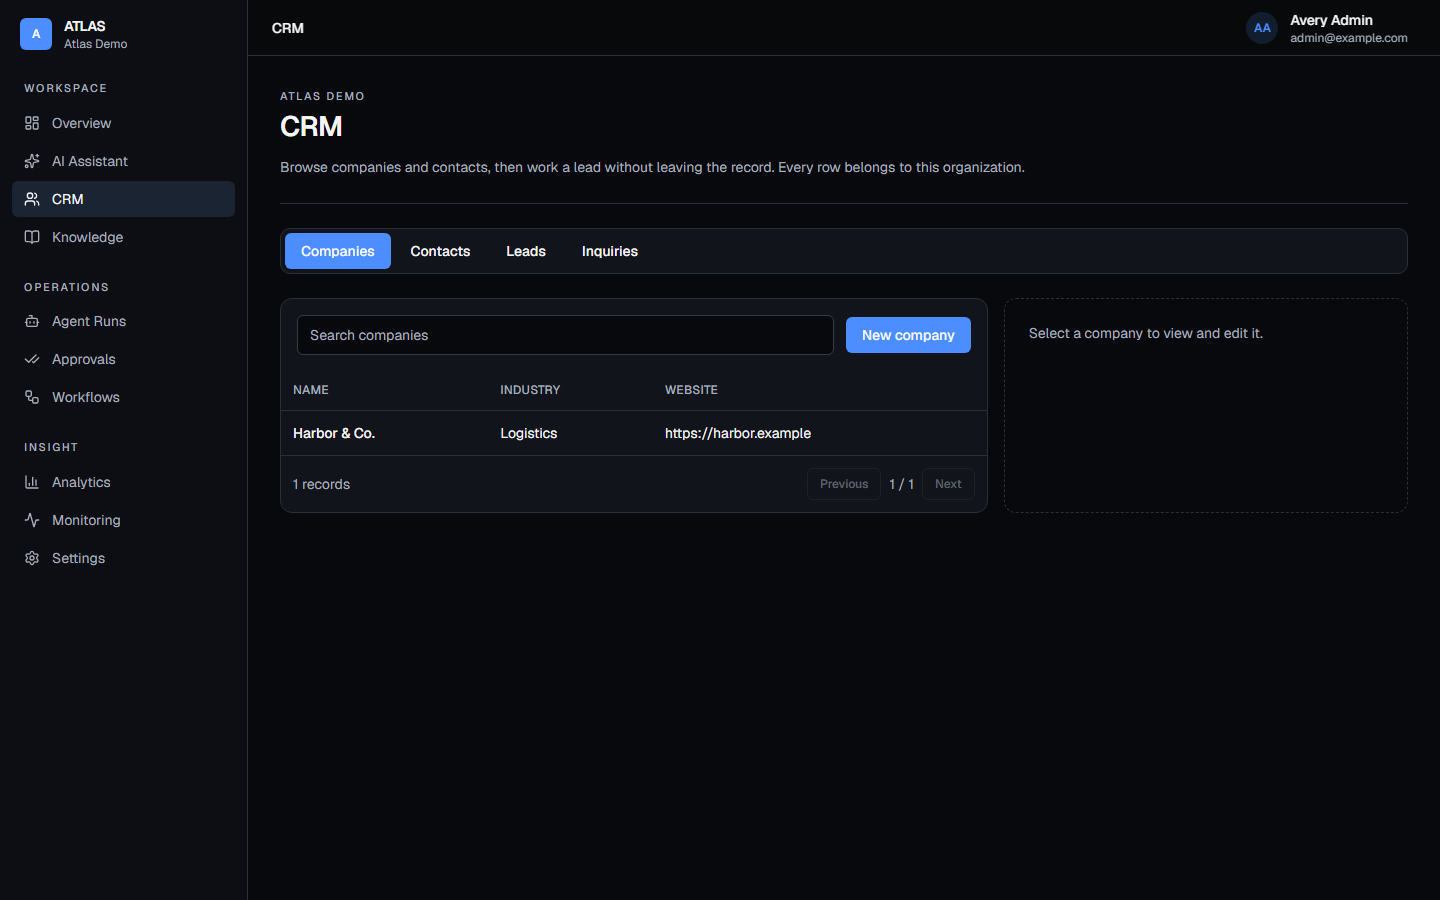 A
ATLAS
Atlas Demo
WORKSPACE
Overview
AI Assistant
CRM
Knowledge
OPERATIONS
Agent Runs
Approvals
Workflows
INSIGHT
Analytics
Monitoring
Settings
CRM
AA
Avery Admin
admin@example.com
ATLAS DEMO
CRM
Browse companies and contacts, then work a lead without leaving the record. Every row belongs to this organization.
Companies Contacts Leads Inquiries
Search companies New company
NAME INDUSTRY WEBSITE
Harbor & Co. Logistics https://harbor.example
1 records Previous 1 / 1 Next
Select a company to view and edit it.